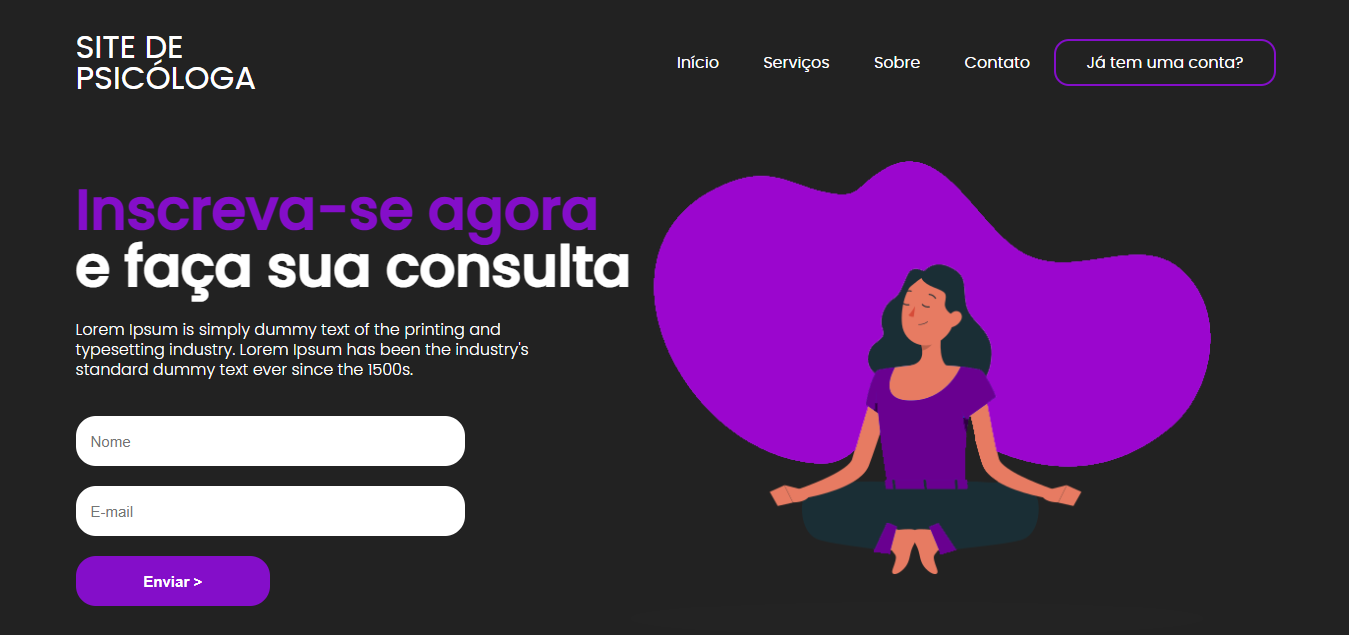 SITE DE
PSICÓLOGA
Início
Serviços
Sobre
Contato
Já tem uma conta?
Inscreva-se agora
e faça sua consulta
Lorem Ipsum is simply dummy text of the printing and
typesetting industry. Lorem Ipsum has been the industry's
standard dummy text ever since the 1500s.
Nome
E-mail
Enviar >